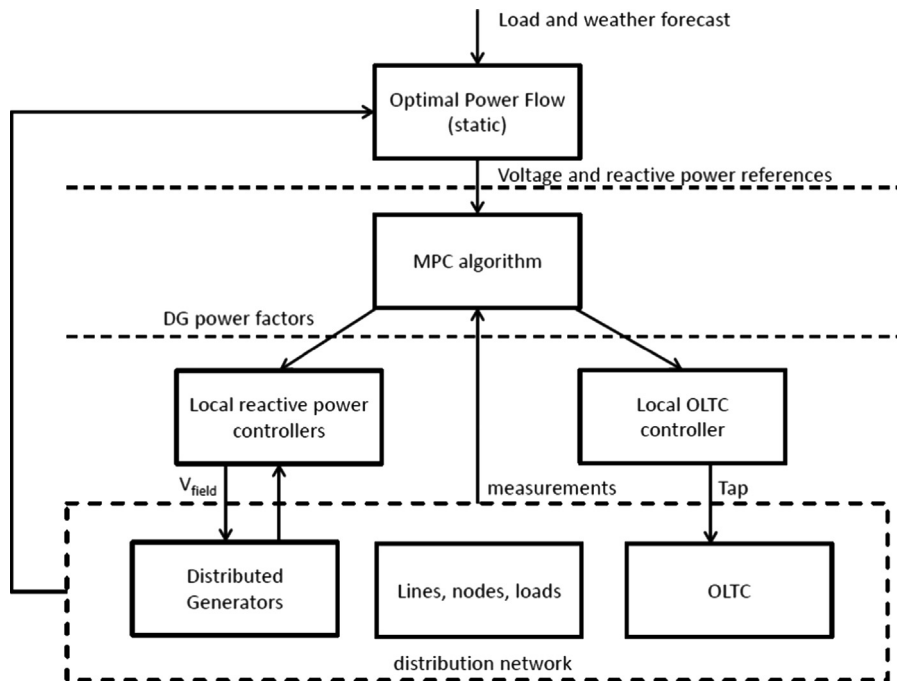 Load and weather forecast
Optimal Power Flow
(static)
Voltage and reactive power references
MPC algorithm
DG power factors
Local reactive power
controllers
Local OLTC
controller
Vfield
measurements
Tap
Distributed
Generators
Lines, nodes, loads
OLTC
distribution network